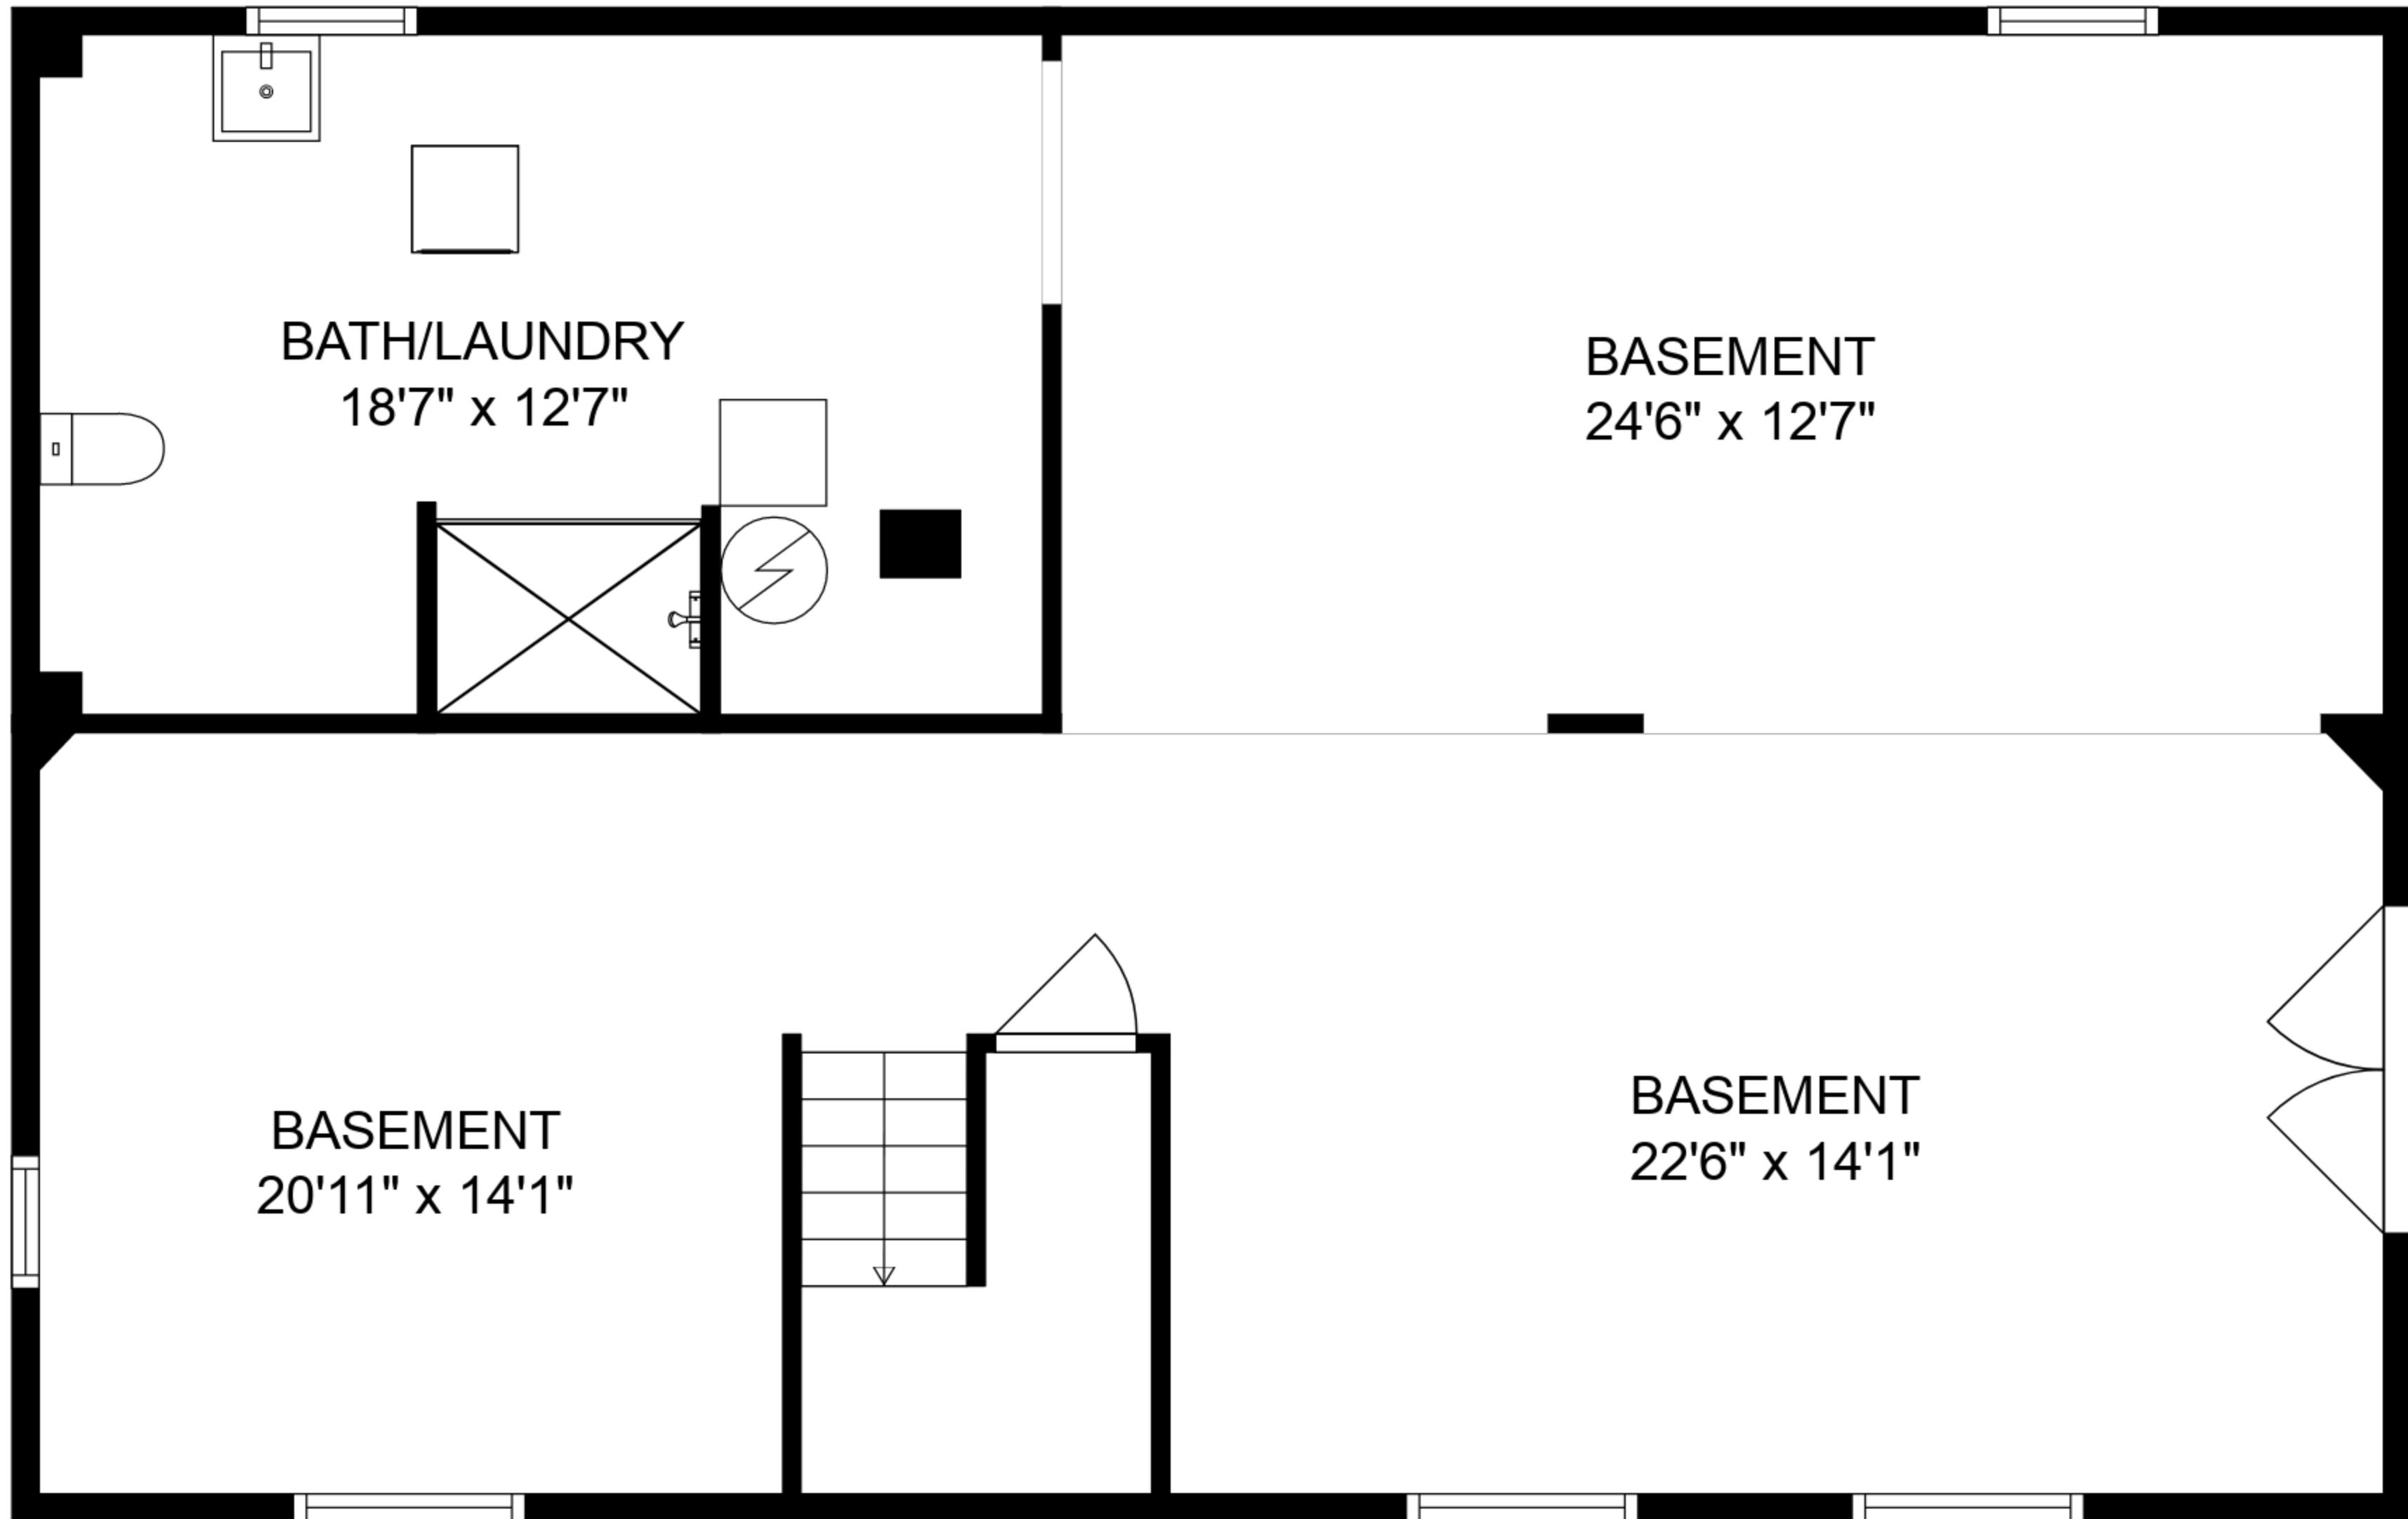 BATH/LAUNDRY
18'7" x 12'7"
BASEMENT
24'6" x 12'7"
BASEMENT
20'11" x 14'1"
BASEMENT
22'6" x 14'1"